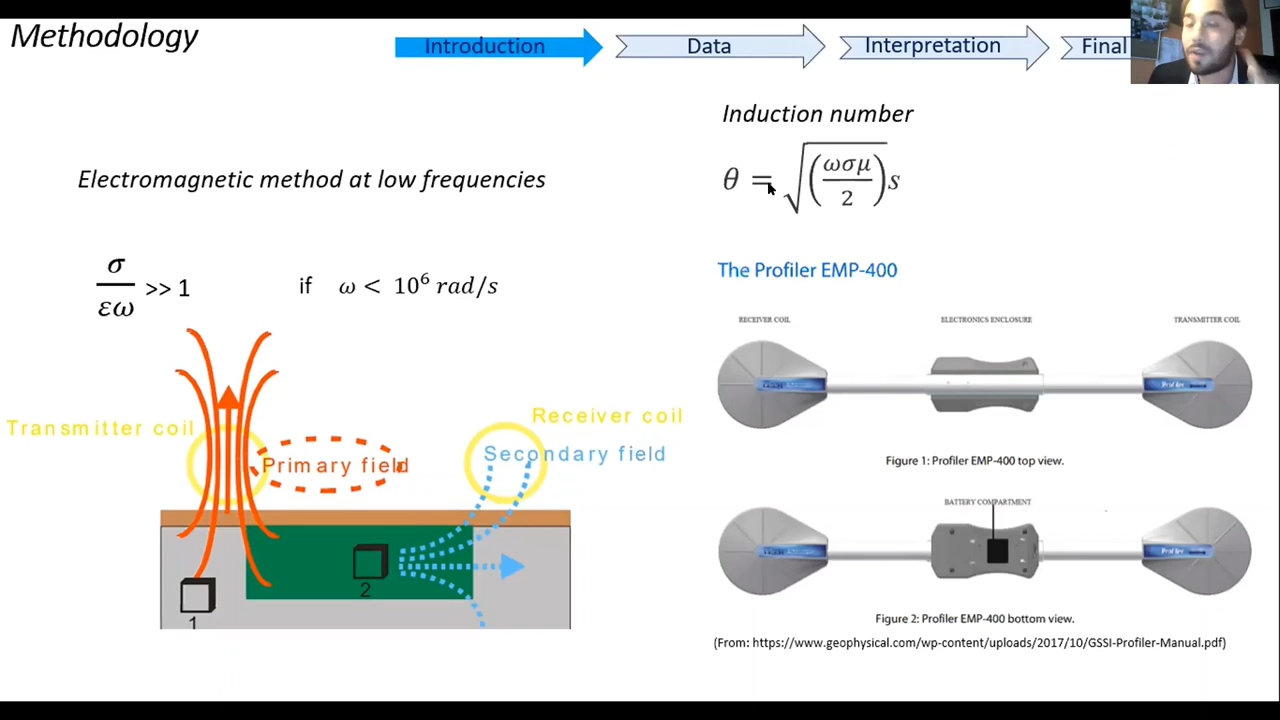 Methodology
Introduction
Data
Interpretation
Final
Induction number
θ = √((ωσμ)/2) s
Electromagnetic method at low frequencies
σ/εω >> 1 if ω < 10⁶ rad/s
The Profiler EMP-400
RECEIVER COIL
ELECTRONICS ENCLOSURE
TRANSMITTER COIL
Profiler
Figure 1: Profiler EMP-400 top view.
Transmitter coil
Receiver coil
Primary field
Secondary field
1
2
BATTERY COMPARTMENT
Profiler
Figure 2: Profiler EMP-400 bottom view.
(From: https://www.geophysical.com/wp-content/uploads/2017/10/GSSI-Profiler-Manual.pdf)